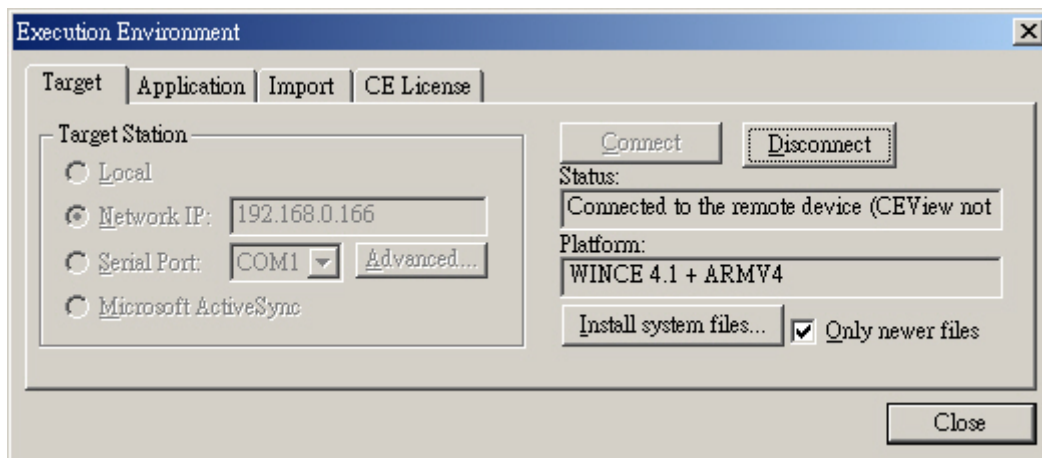 Execution Environment
Target Application Import CE License
Target Station
Local
Network IP: 192.168.0.166
Serial Port: COM1 Advanced...
Microsoft ActiveSync
Connect Disconnect
Status:
Connected to the remote device (CEView not
Platform:
WINCE 4.1 + ARMV4
Install system files... Only newer files
Close